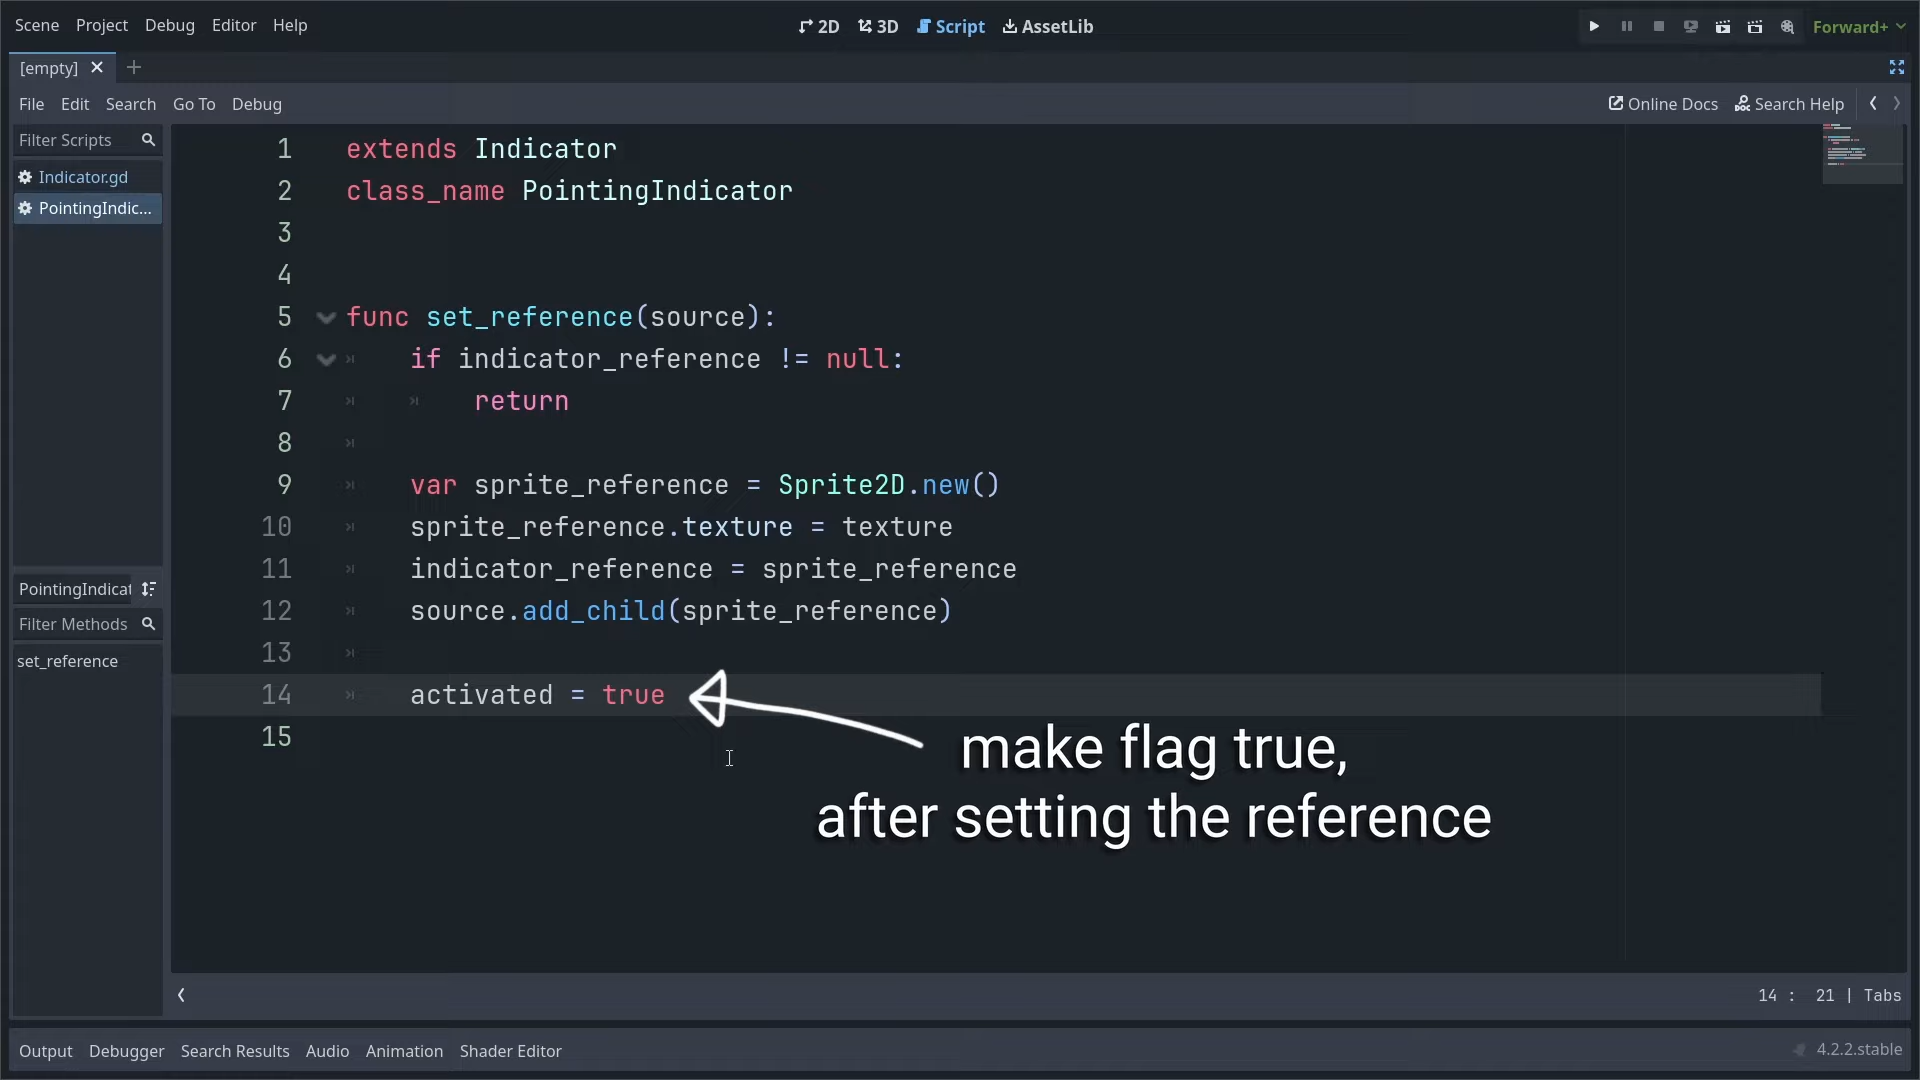 Scene Project Debug Editor Help
2D 3D Script AssetLib
Forward+
[empty]
File Edit Search Go To Debug
Online Docs Search Help
Filter Scripts
Indicator.gd
PointingIndic...
PointingIndicat
Filter Methods
set_reference
1 extends Indicator
2 class_name PointingIndicator
3
4
5 func set_reference(source):
6 if indicator_reference != null:
7 return
8
9 var sprite_reference = Sprite2D.new()
10 sprite_reference.texture = texture
11 indicator_reference = sprite_reference
12 source.add_child(sprite_reference)
13
14 activated = true
15
make flag true,
after setting the reference
14 : 21 | Tabs
Output Debugger Search Results Audio Animation Shader Editor
4.2.2.stable